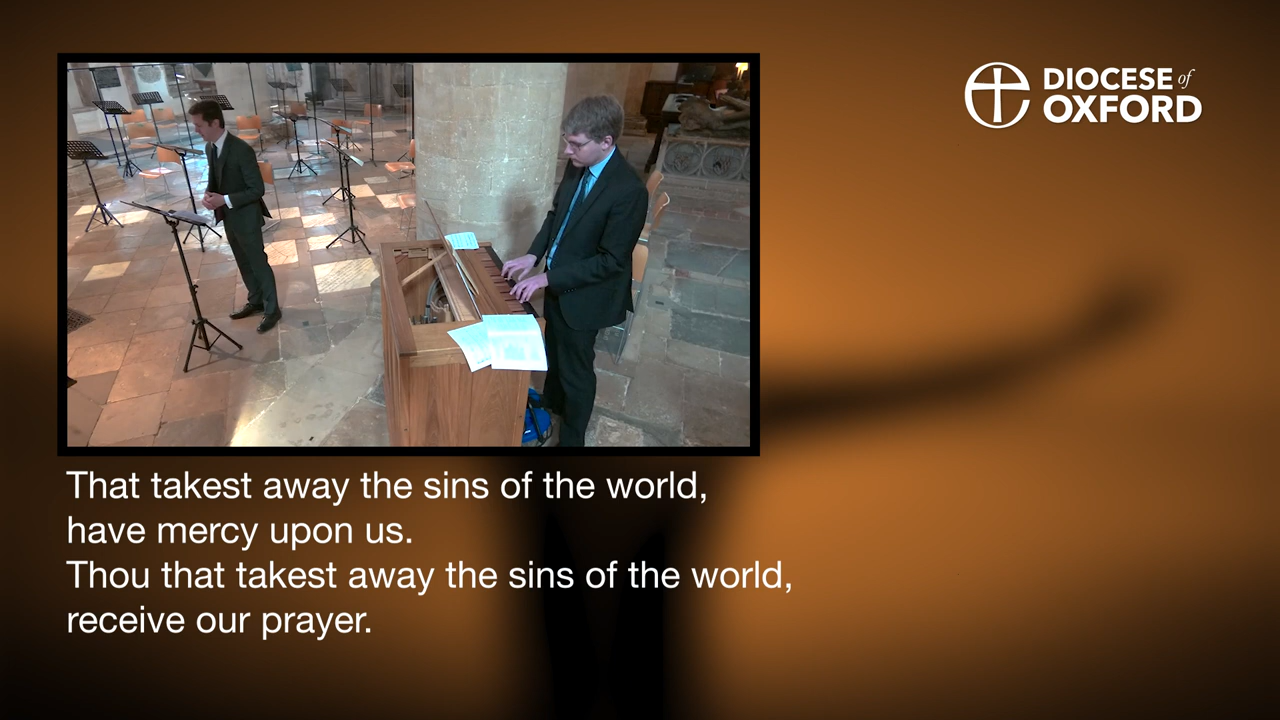 DIOCESE of
OXFORD
That takest away the sins of the world,
have mercy upon us.
Thou that takest away the sins of the world,
receive our prayer.